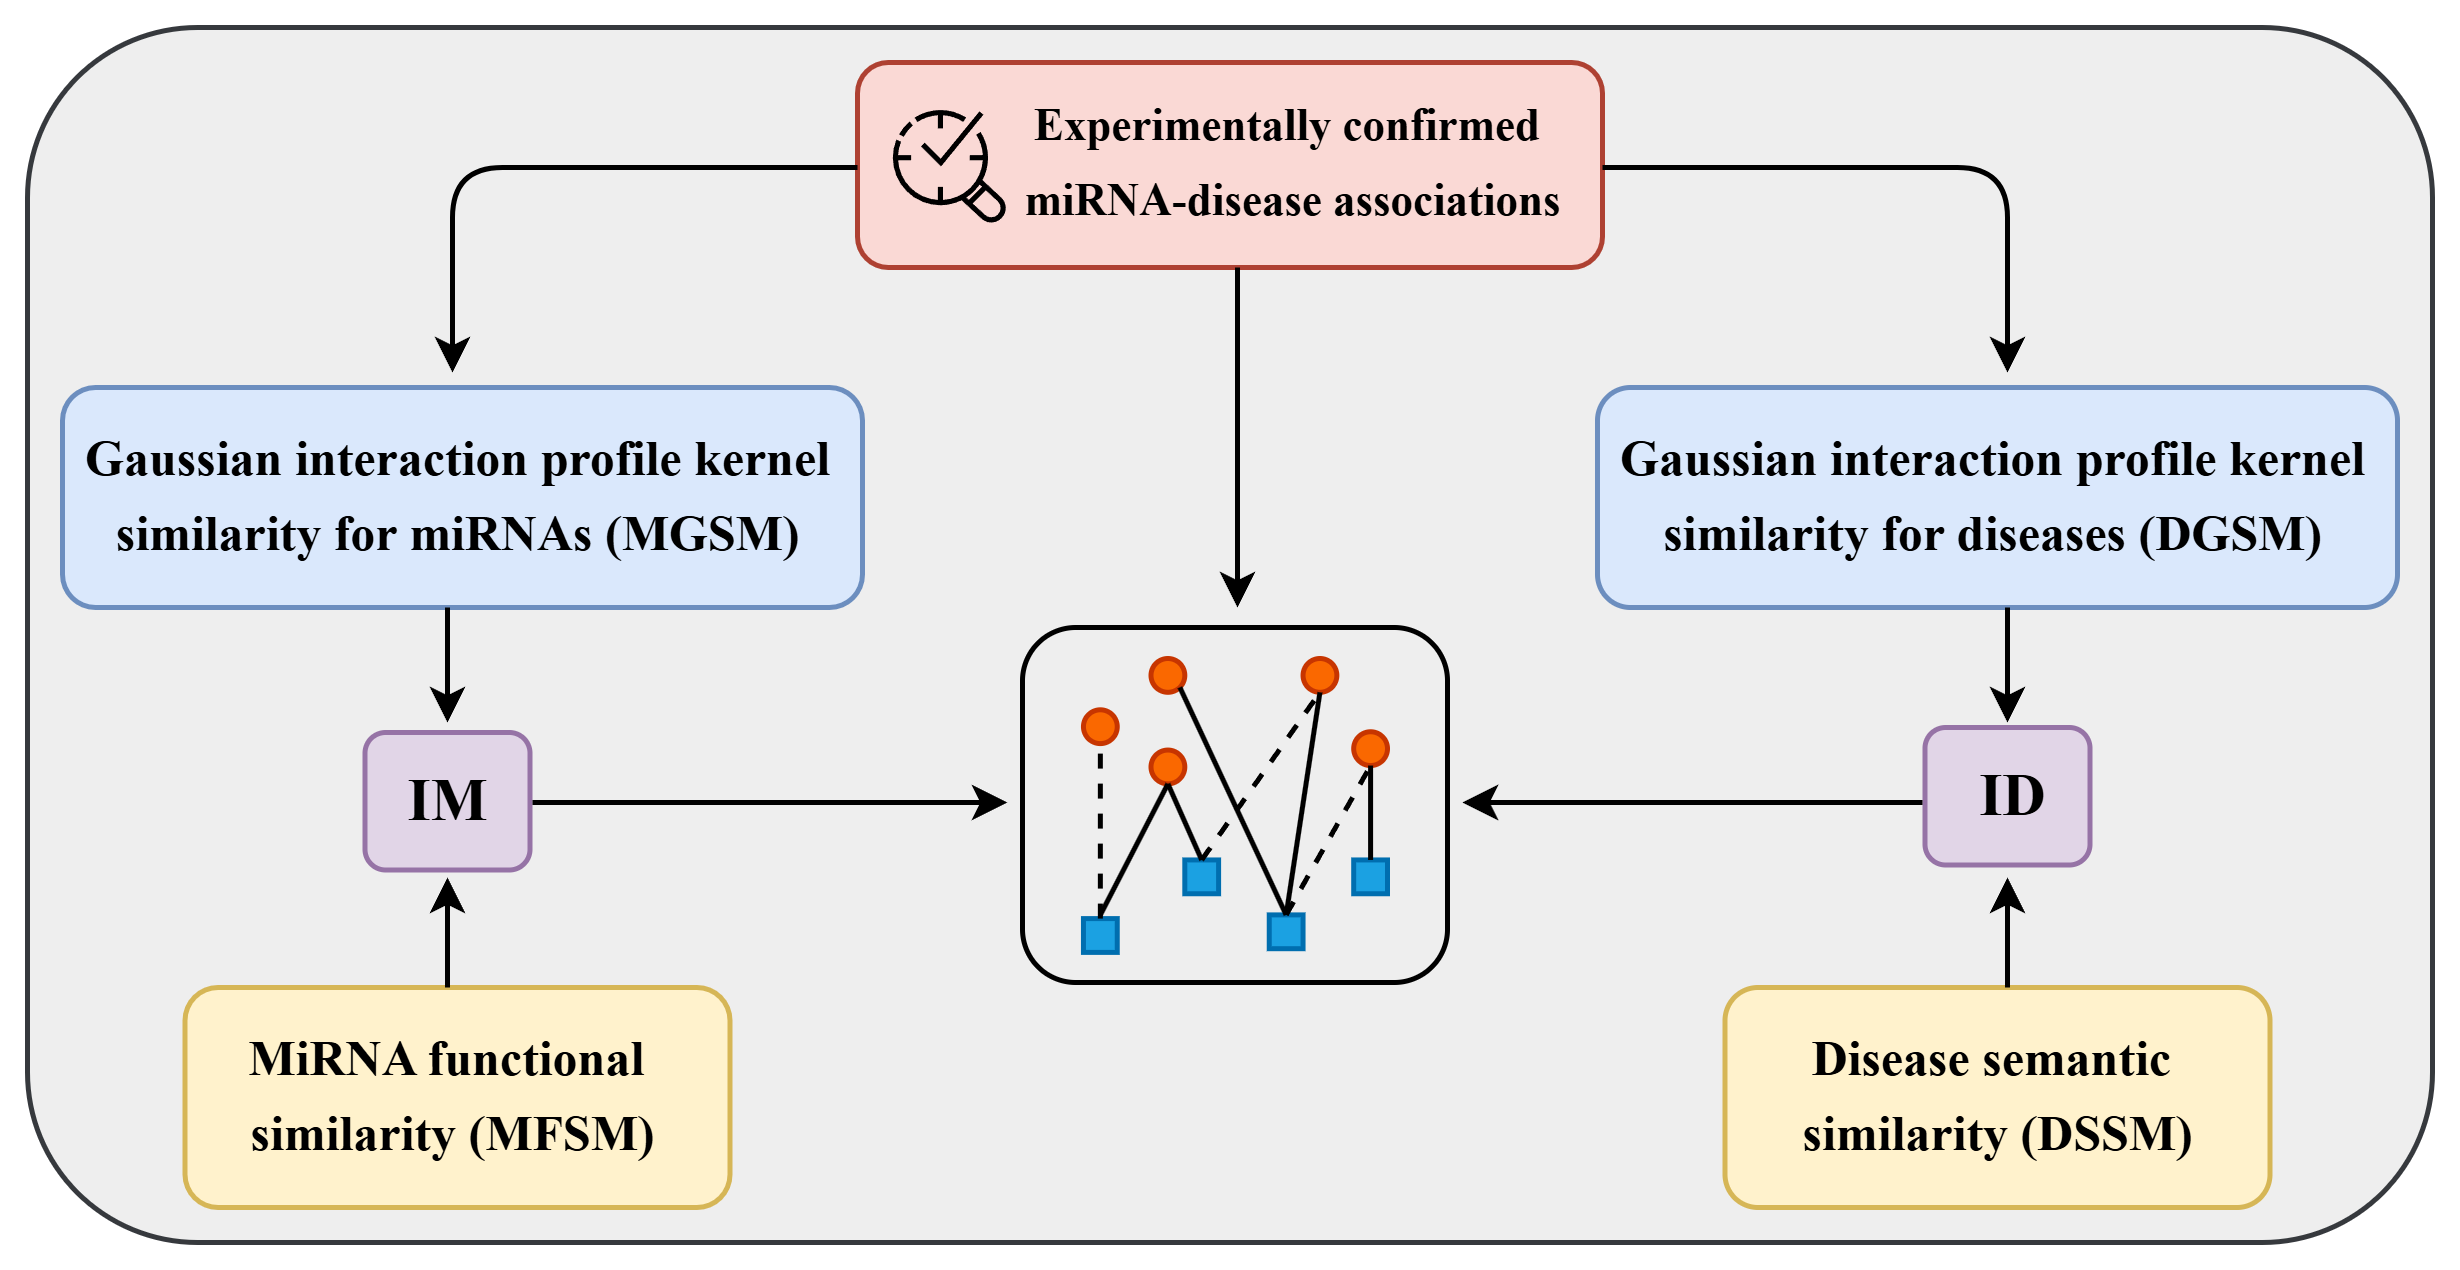 Experimentally confirmed
miRNA-disease associations
Gaussian interaction profile kernel
similarity for miRNAs (MGSM)
Gaussian interaction profile kernel
similarity for diseases (DGSM)
IM
ID
MiRNA functional
similarity (MFSM)
Disease semantic
similarity (DSSM)